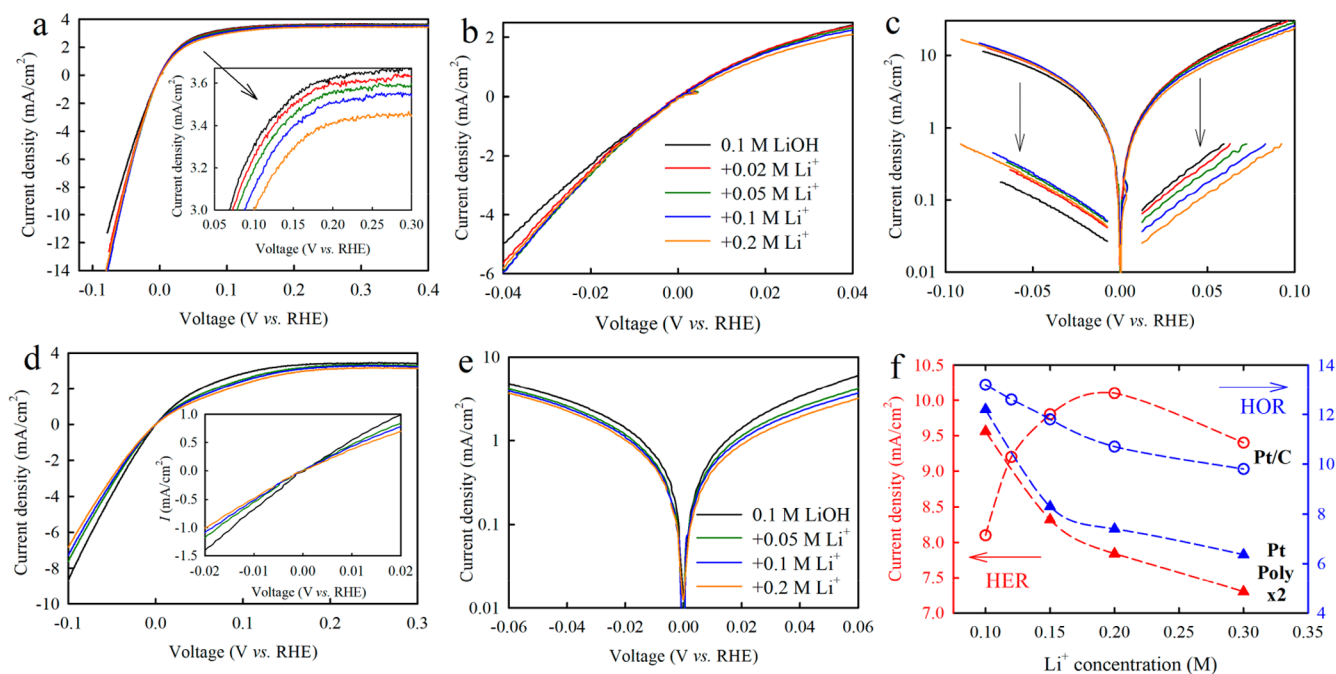 a
Current density (mA/cm²)
4
2
0
-2
-4
-6
-8
-10
-12
-14
-0.1
0.0
0.1
0.2
0.3
0.4
Voltage (V vs. RHE)
Current density (mA/cm²)
3.6
3.4
3.2
3.0
0.05
0.10
0.15
0.20
0.25
0.30
Voltage (V vs. RHE)
b
Current density (mA/cm²)
2
0
-2
-4
-6
-0.04
-0.02
0.00
0.02
0.04
Voltage (V vs. RHE)
0.1 M LiOH
+0.02 M Li⁺
+0.05 M Li⁺
+0.1 M Li⁺
+0.2 M Li⁺
c
Current density (mA/cm²)
10
1
0.1
0.01
-0.10
-0.05
0.00
0.05
0.10
Voltage (V vs. RHE)
d
Current density (mA/cm²)
4
2
0
-2
-4
-6
-8
-10
-0.1
0.0
0.1
0.2
0.3
Voltage (V vs. RHE)
I (mA/cm²)
1.0
0.5
0.0
-0.5
-1.0
-1.5
-0.02
-0.01
0.00
0.01
0.02
Voltage (V vs. RHE)
e
Current density (mA/cm²)
10
1
0.1
0.01
-0.06
-0.04
-0.02
0.00
0.02
0.04
0.06
Voltage (V vs. RHE)
0.1 M LiOH
+0.05 M Li⁺
+0.1 M Li⁺
+0.2 M Li⁺
f
Current density (mA/cm²)
10.5
10.0
9.5
9.0
8.5
8.0
7.5
7.0
0.10
0.15
0.20
0.25
0.30
0.35
Li⁺ concentration (M)
14
12
10
8
6
4
Current density (mA/cm²)
HOR
Pt/C
HER
Pt
Poly
x2